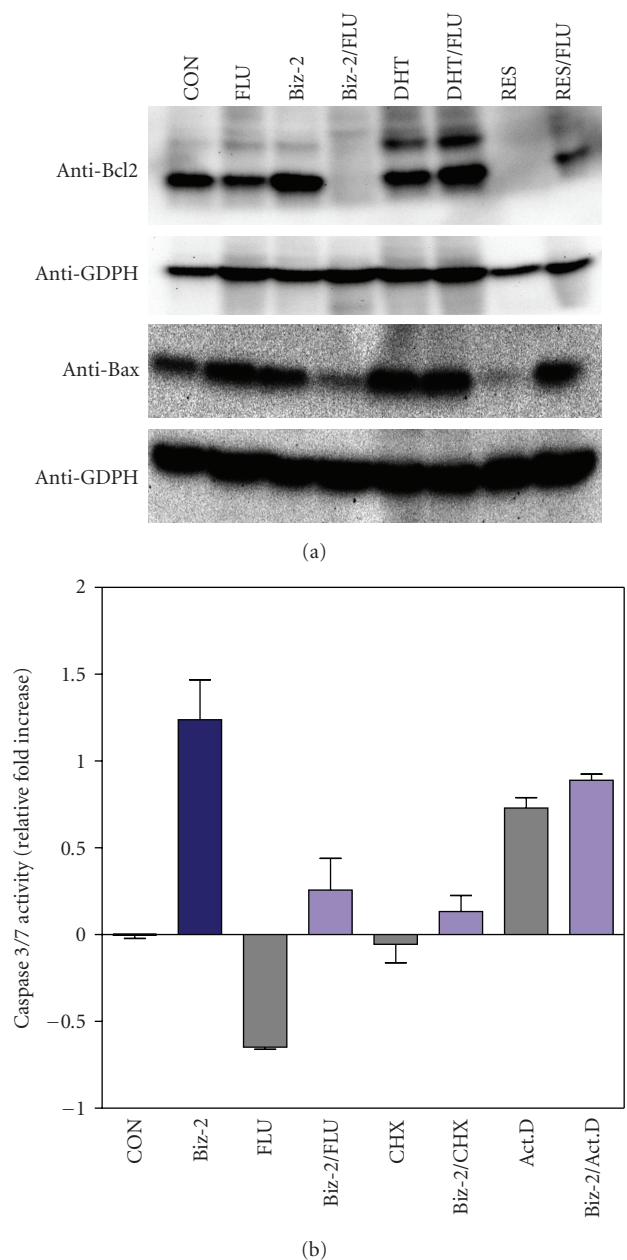 CON FLU Biz-2 Biz-2/FLU DHT DHT/FLU RES RES/FLU
Anti-Bcl2
Anti-GDPH
Anti-Bax
Anti-GDPH
(a)
2
1.5
1
0.5
0
−0.5
−1
Caspase 3/7 activity (relative fold increase)
CON Biz-2 FLU Biz-2/FLU CHX Biz-2/CHX Act.D Biz-2/Act.D
(b)